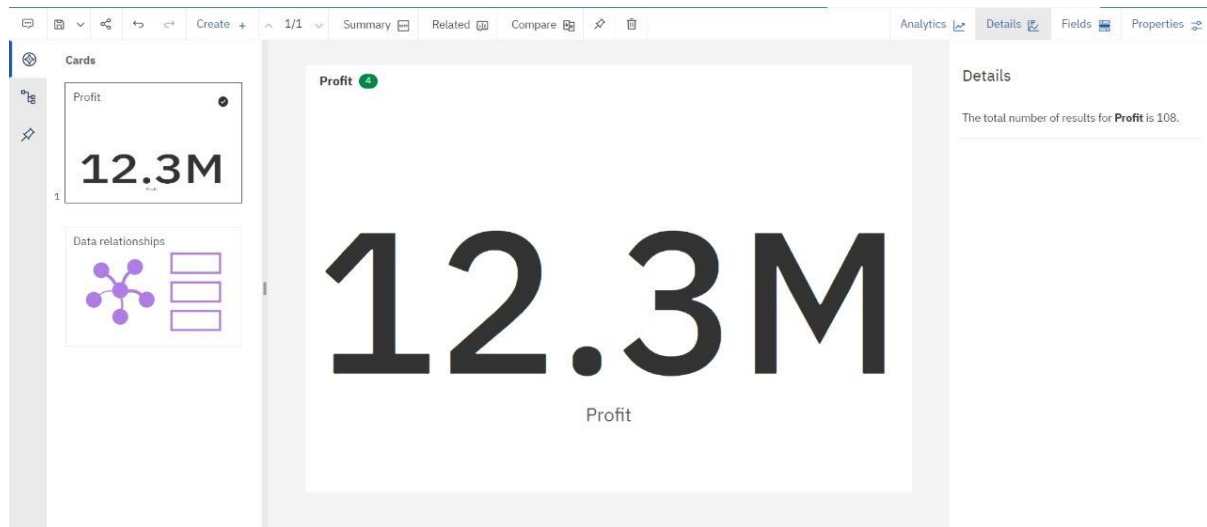 Create + 1/1 Summary Related Compare Analytics Details Fields Properties
Cards
Profit
12.3M
1
Data relationships
Profit 4
12.3M
Profit
Details
The total number of results for Profit is 108.